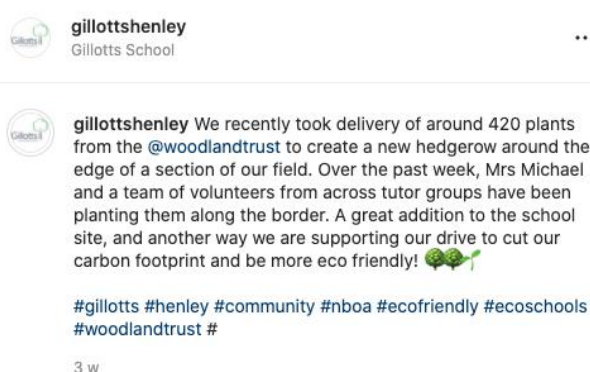 gillottshenley
Gillotts School
gillottshenley We recently took delivery of around 420 plants
from the @woodlandtrust to create a new hedgerow around the
edge of a section of our field. Over the past week, Mrs Michael
and a team of volunteers from across tutor groups have been
planting them along the border. A great addition to the school
site, and another way we are supporting our drive to cut our
carbon footprint and be more eco friendly! 🌳🌳🌱
#gillotts #henley #community #nboa #ecofriendly #ecoschools
#woodlandtrust #
3 w